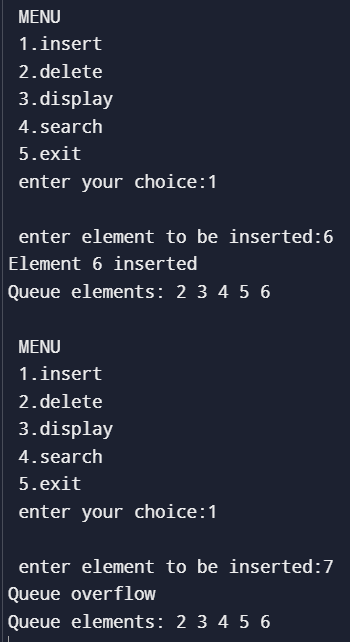 MENU
1.insert
2.delete
3.display
4.search
5.exit
enter your choice:1
enter element to be inserted:6
Element 6 inserted
Queue elements: 2 3 4 5 6
MENU
1.insert
2.delete
3.display
4.search
5.exit
enter your choice:1
enter element to be inserted:7
Queue overflow
Queue elements: 2 3 4 5 6